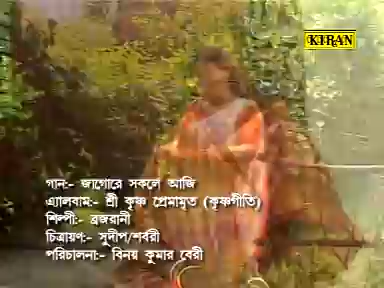 KIRAN
গান:- জাগোরে সকলে আজি
এ্যালবাম:- শ্রী কৃষ্ণ প্রেমামৃত (কৃষ্ণগীতি)
শিল্পী:- ব্রজরানী
চিত্রায়ণ:- সুদীপ/শর্বরী
পরিচালনা:- বিনয় কুমার বেরী